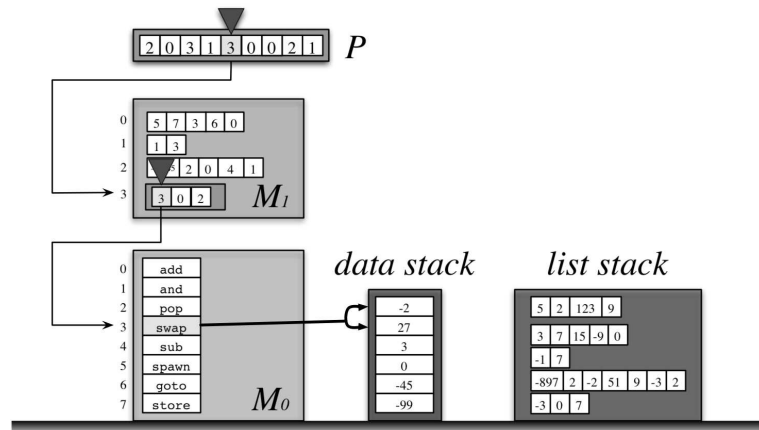 2 0 3 1 3 0 0 2 1 P
0 5 7 3 6 0
1 1 3
2 5 2 0 4 1
3 3 0 2 M1
data stack
list stack
0 add
1 and
2 pop
3 swap
4 sub
5 spawn
6 goto
7 store
M0
-2
27
3
0
-45
-99
5 2 123 9
3 7 15 -9 0
-1 7
-897 2 -2 51 9 -3 2
-3 0 7